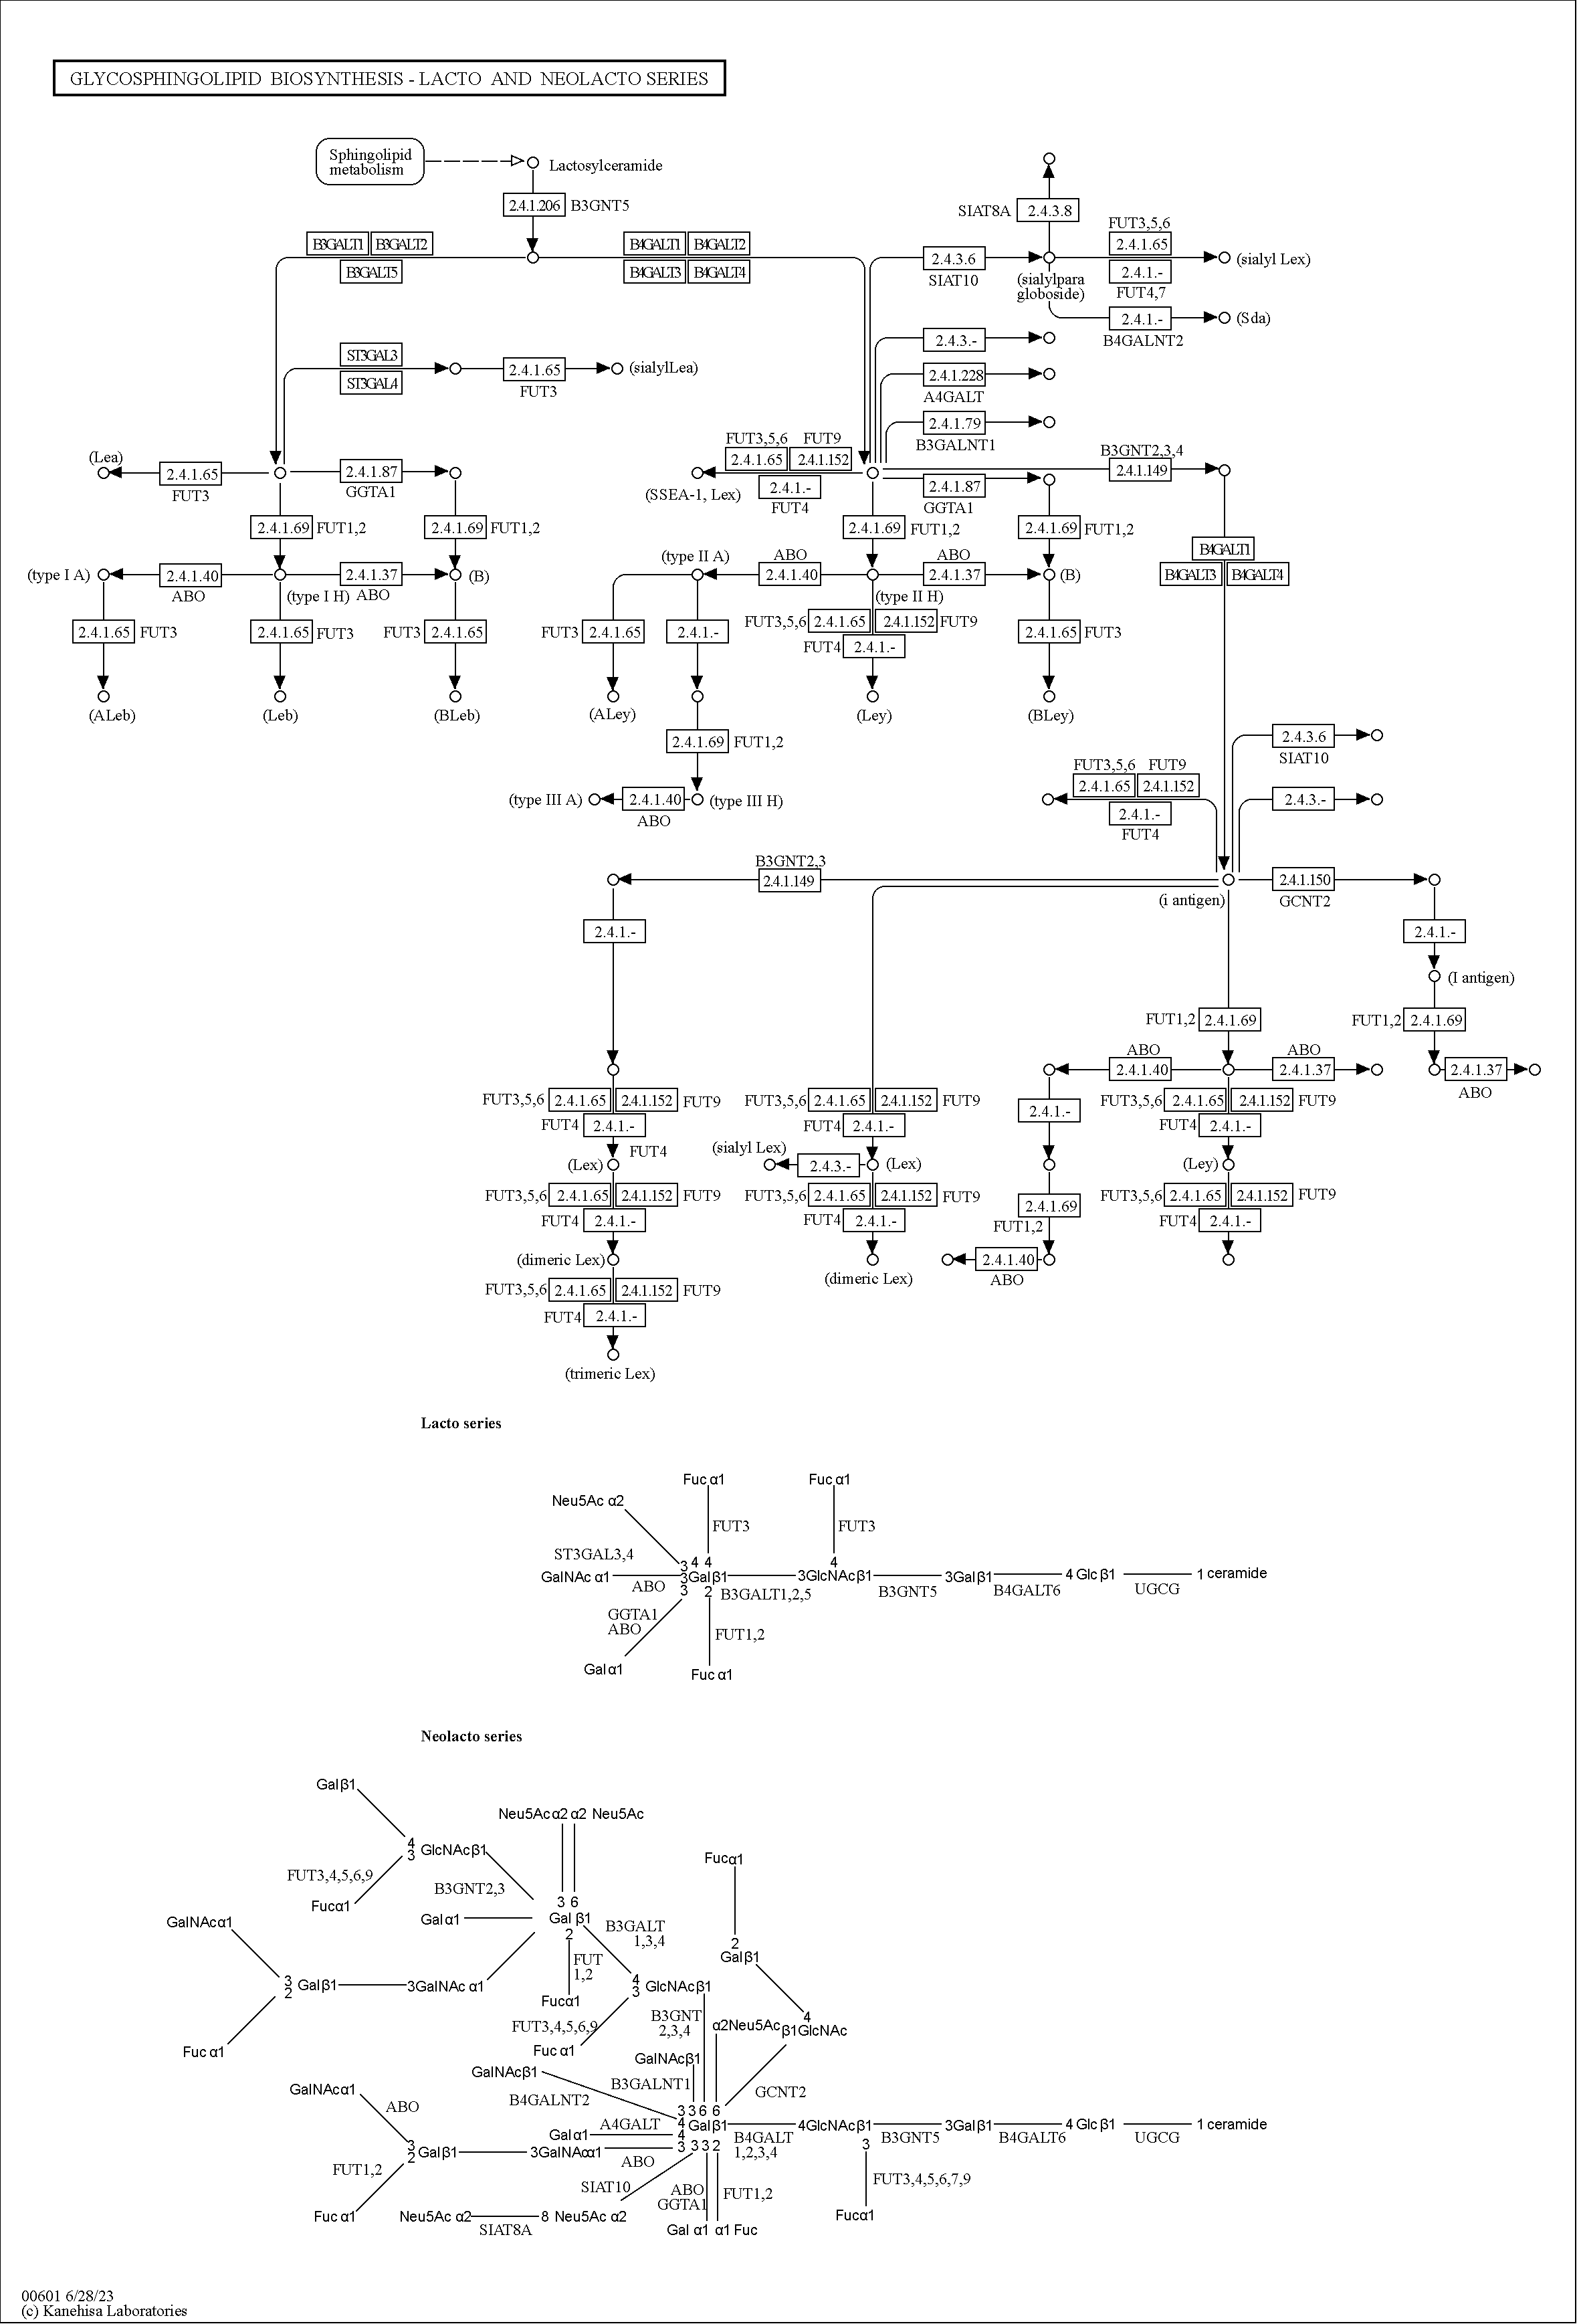 GLYCOSPHINGOLIPID BIOSYNTHESIS - LACTO AND NEOLACTO SERIES
Sphingolipid
metabolism
Lactosylceramide
2.4.1.206 B3GNT5
SIAT8A 2.4.3.8
B3GALT1 B3GALT2
B3GALT5
B4GALT1 B4GALT2
B4GALT3 B4GALT4
2.4.3.6
SIAT10
(sialylpara
globoside)
FUT3,5,6
2.4.1.65
2.4.1.-
FUT4,7
(sialyl Lex)
2.4.1.-
B4GALNT2
(Sda)
2.4.3.-
2.4.1.228
A4GALT
2.4.1.79
B3GALNT1
ST3GAL3
ST3GAL4
2.4.1.65
FUT3
(sialylLea)
(Lea)
2.4.1.65
FUT3
2.4.1.87
GGTA1
FUT3,5,6 FUT9
2.4.1.65 2.4.1.152
2.4.1.-
FUT4
(SSEA-1, Lex)
2.4.1.87
GGTA1
B3GNT2,3,4
2.4.1.149
2.4.1.69 FUT1,2
2.4.1.69 FUT1,2
2.4.1.69 FUT1,2
2.4.1.69 FUT1,2
B4GALT1
B4GALT3 B4GALT4
(type I A)
2.4.1.40
ABO
(type I H)
2.4.1.37
ABO
(B)
(type II A)
ABO
2.4.1.40
(type II H)
ABO
2.4.1.37
(B)
2.4.1.65 FUT3
2.4.1.65 FUT3
FUT3 2.4.1.65
FUT3 2.4.1.65
2.4.1.-
FUT3,5,6 2.4.1.65 2.4.1.152 FUT9
FUT4 2.4.1.-
2.4.1.65 FUT3
(ALeb)
(Leb)
(BLeb)
(ALey)
(Ley)
(BLey)
2.4.1.69 FUT1,2
(type III A)
2.4.1.40
ABO
(type III H)
2.4.3.6
SIAT10
FUT3,5,6 FUT9
2.4.1.65 2.4.1.152
2.4.1.-
FUT4
2.4.3.-
B3GNT2,3
2.4.1.149
(i antigen)
2.4.1.150
GCNT2
2.4.1.-
2.4.1.-
(I antigen)
FUT1,2 2.4.1.69
FUT1,2 2.4.1.69
ABO
2.4.1.40
ABO
2.4.1.37
2.4.1.37
ABO
FUT3,5,6 2.4.1.65 2.4.1.152 FUT9
FUT4 2.4.1.-
FUT4
FUT3,5,6 2.4.1.65 2.4.1.152 FUT9
FUT4 2.4.1.-
2.4.1.-
FUT3,5,6 2.4.1.65 2.4.1.152 FUT9
FUT4 2.4.1.-
(Lex)
(sialyl Lex)
2.4.3.-
(Lex)
(Ley)
FUT3,5,6 2.4.1.65 2.4.1.152 FUT9
FUT4 2.4.1.-
FUT3,5,6 2.4.1.65 2.4.1.152 FUT9
FUT4 2.4.1.-
2.4.1.69
FUT1,2
FUT3,5,6 2.4.1.65 2.4.1.152 FUT9
FUT4 2.4.1.-
(dimeric Lex)
(dimeric Lex)
2.4.1.40
ABO
FUT3,5,6 2.4.1.65 2.4.1.152 FUT9
FUT4 2.4.1.-
(trimeric Lex)
Lacto series
Fuc α1
Fuc α1
Neu5Ac α2
FUT3
FUT3
ST3GAL3,4
3 4 4
4
GalNAc α1
ABO
3Galβ1
B3GALT1,2,5
3GlcNAcβ1
B3GNT5
3Galβ1
B4GALT6
4 Glc β1
UGCG
1 ceramide
3 2
GGTA1
ABO
FUT1,2
Gal α1
Fuc α1
Neolacto series
Galβ1
Neu5Acα2 α2 Neu5Ac
4
3
GlcNAcβ1
Fucα1
FUT3,4,5,6,9
B3GNT2,3
Fucα1
3 6
GalNAcα1
Gal α1
Gal β1
B3GALT
1,3,4
2
FUT
1,2
2
Galβ1
3
2
Galβ1
3GalNAc α1
4
3
GlcNAcβ1
Fucα1
B3GNT
2,3,4
α2Neu5Ac
4
β1GlcNAc
FUT3,4,5,6,9
Fuc α1
Fuc α1
GalNAcβ1
GalNAcβ1
B3GALNT1
B4GALNT2
GCNT2
GalNAcα1
ABO
3 3 6 6
A4GALT
Galα1
4
4
Galβ1
B4GALT
1,2,3,4
4GlcNAcβ1
B3GNT5
3Galβ1
B4GALT6
4 Glc β1
UGCG
1 ceramide
3
2
Galβ1
3GalNAcα1
ABO
3 3 3 2
3
FUT1,2
SIAT10
ABO
GGTA1
FUT1,2
FUT3,4,5,6,7,9
Fuc α1
Neu5Ac α2
SIAT8A
8 Neu5Ac α2
Gal α1 α1 Fuc
Fucα1
00601 6/28/23
(c) Kanehisa Laboratories